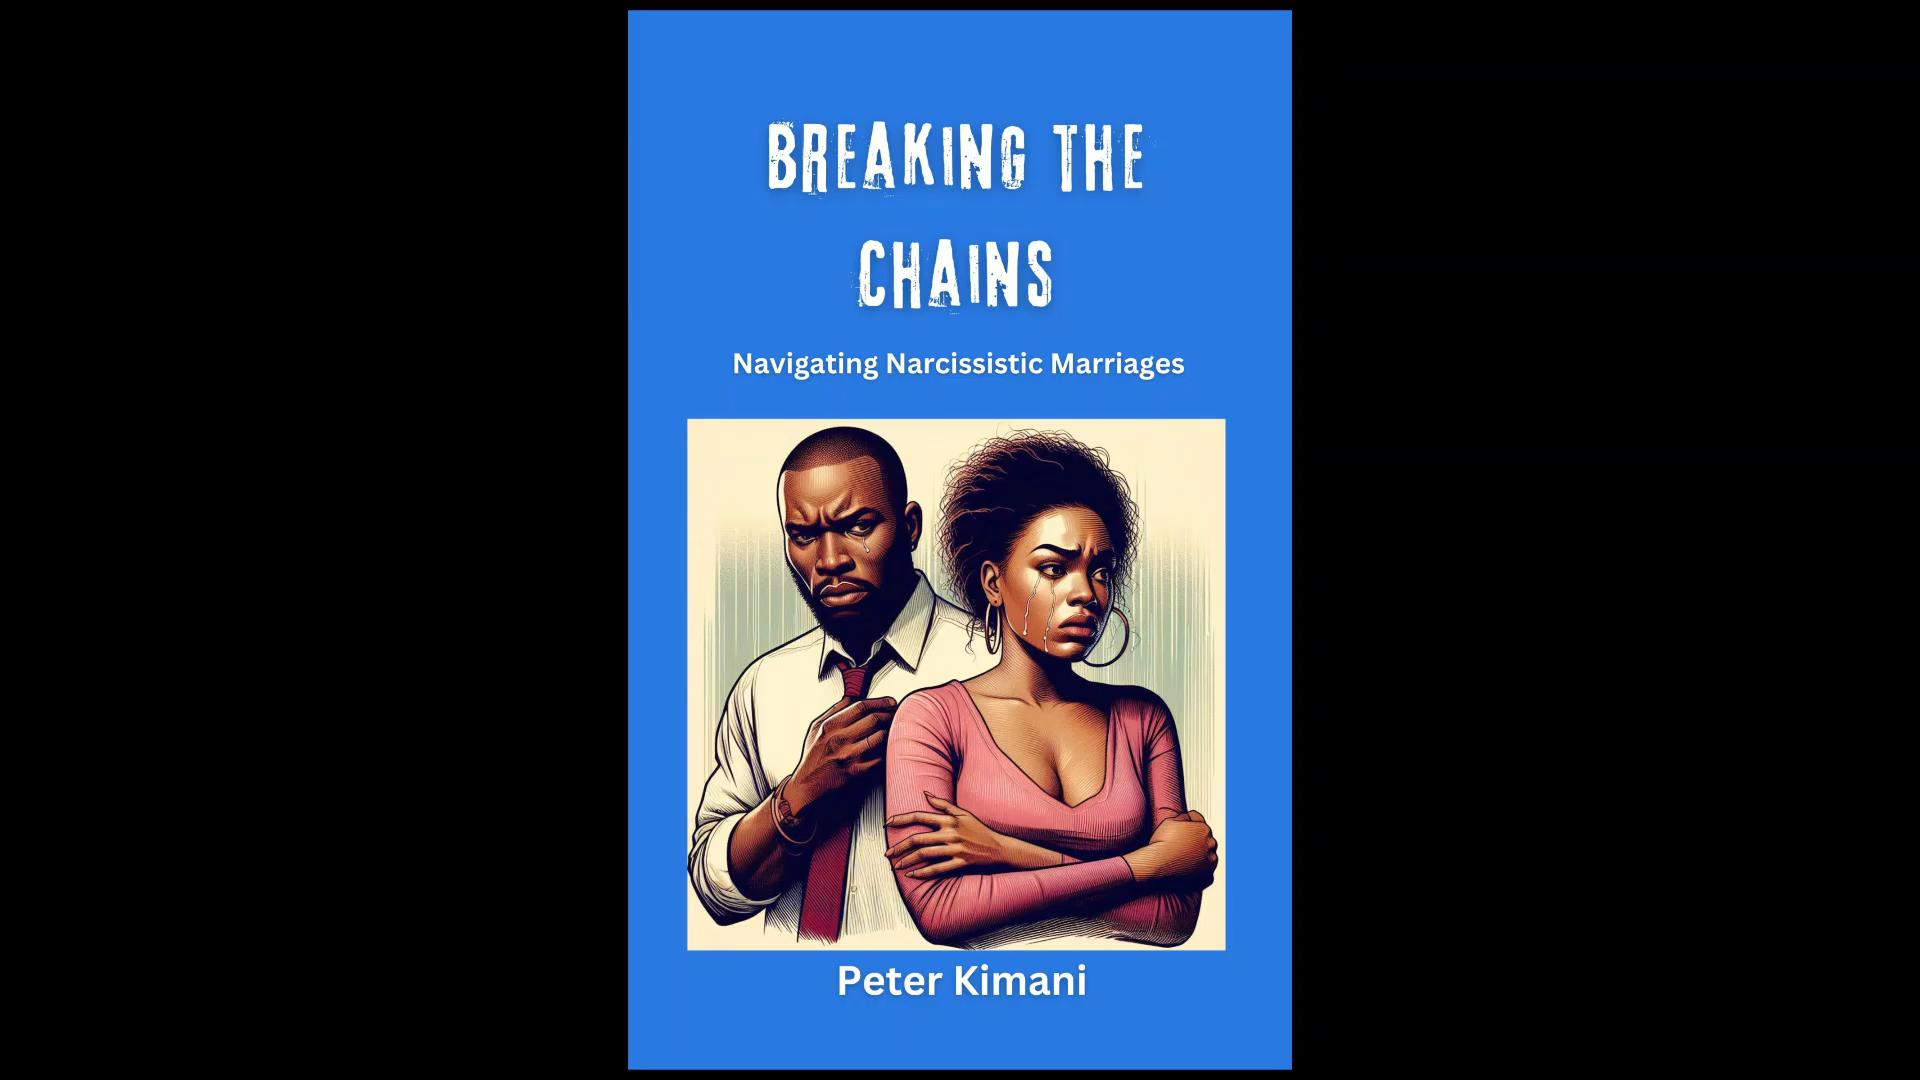 BREAKING THE
CHAINS
Navigating Narcissistic Marriages
Peter Kimani